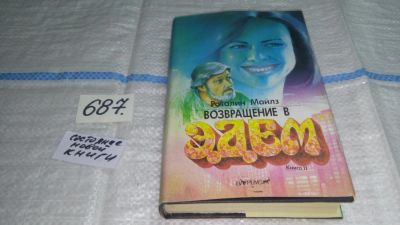 687.
СОСТОЯНИЕ
НОВОЙ
КНИГИ
Розалин Майлз
ВОЗВРАЩЕНИЕ В
ЭДЕМ
Книга II